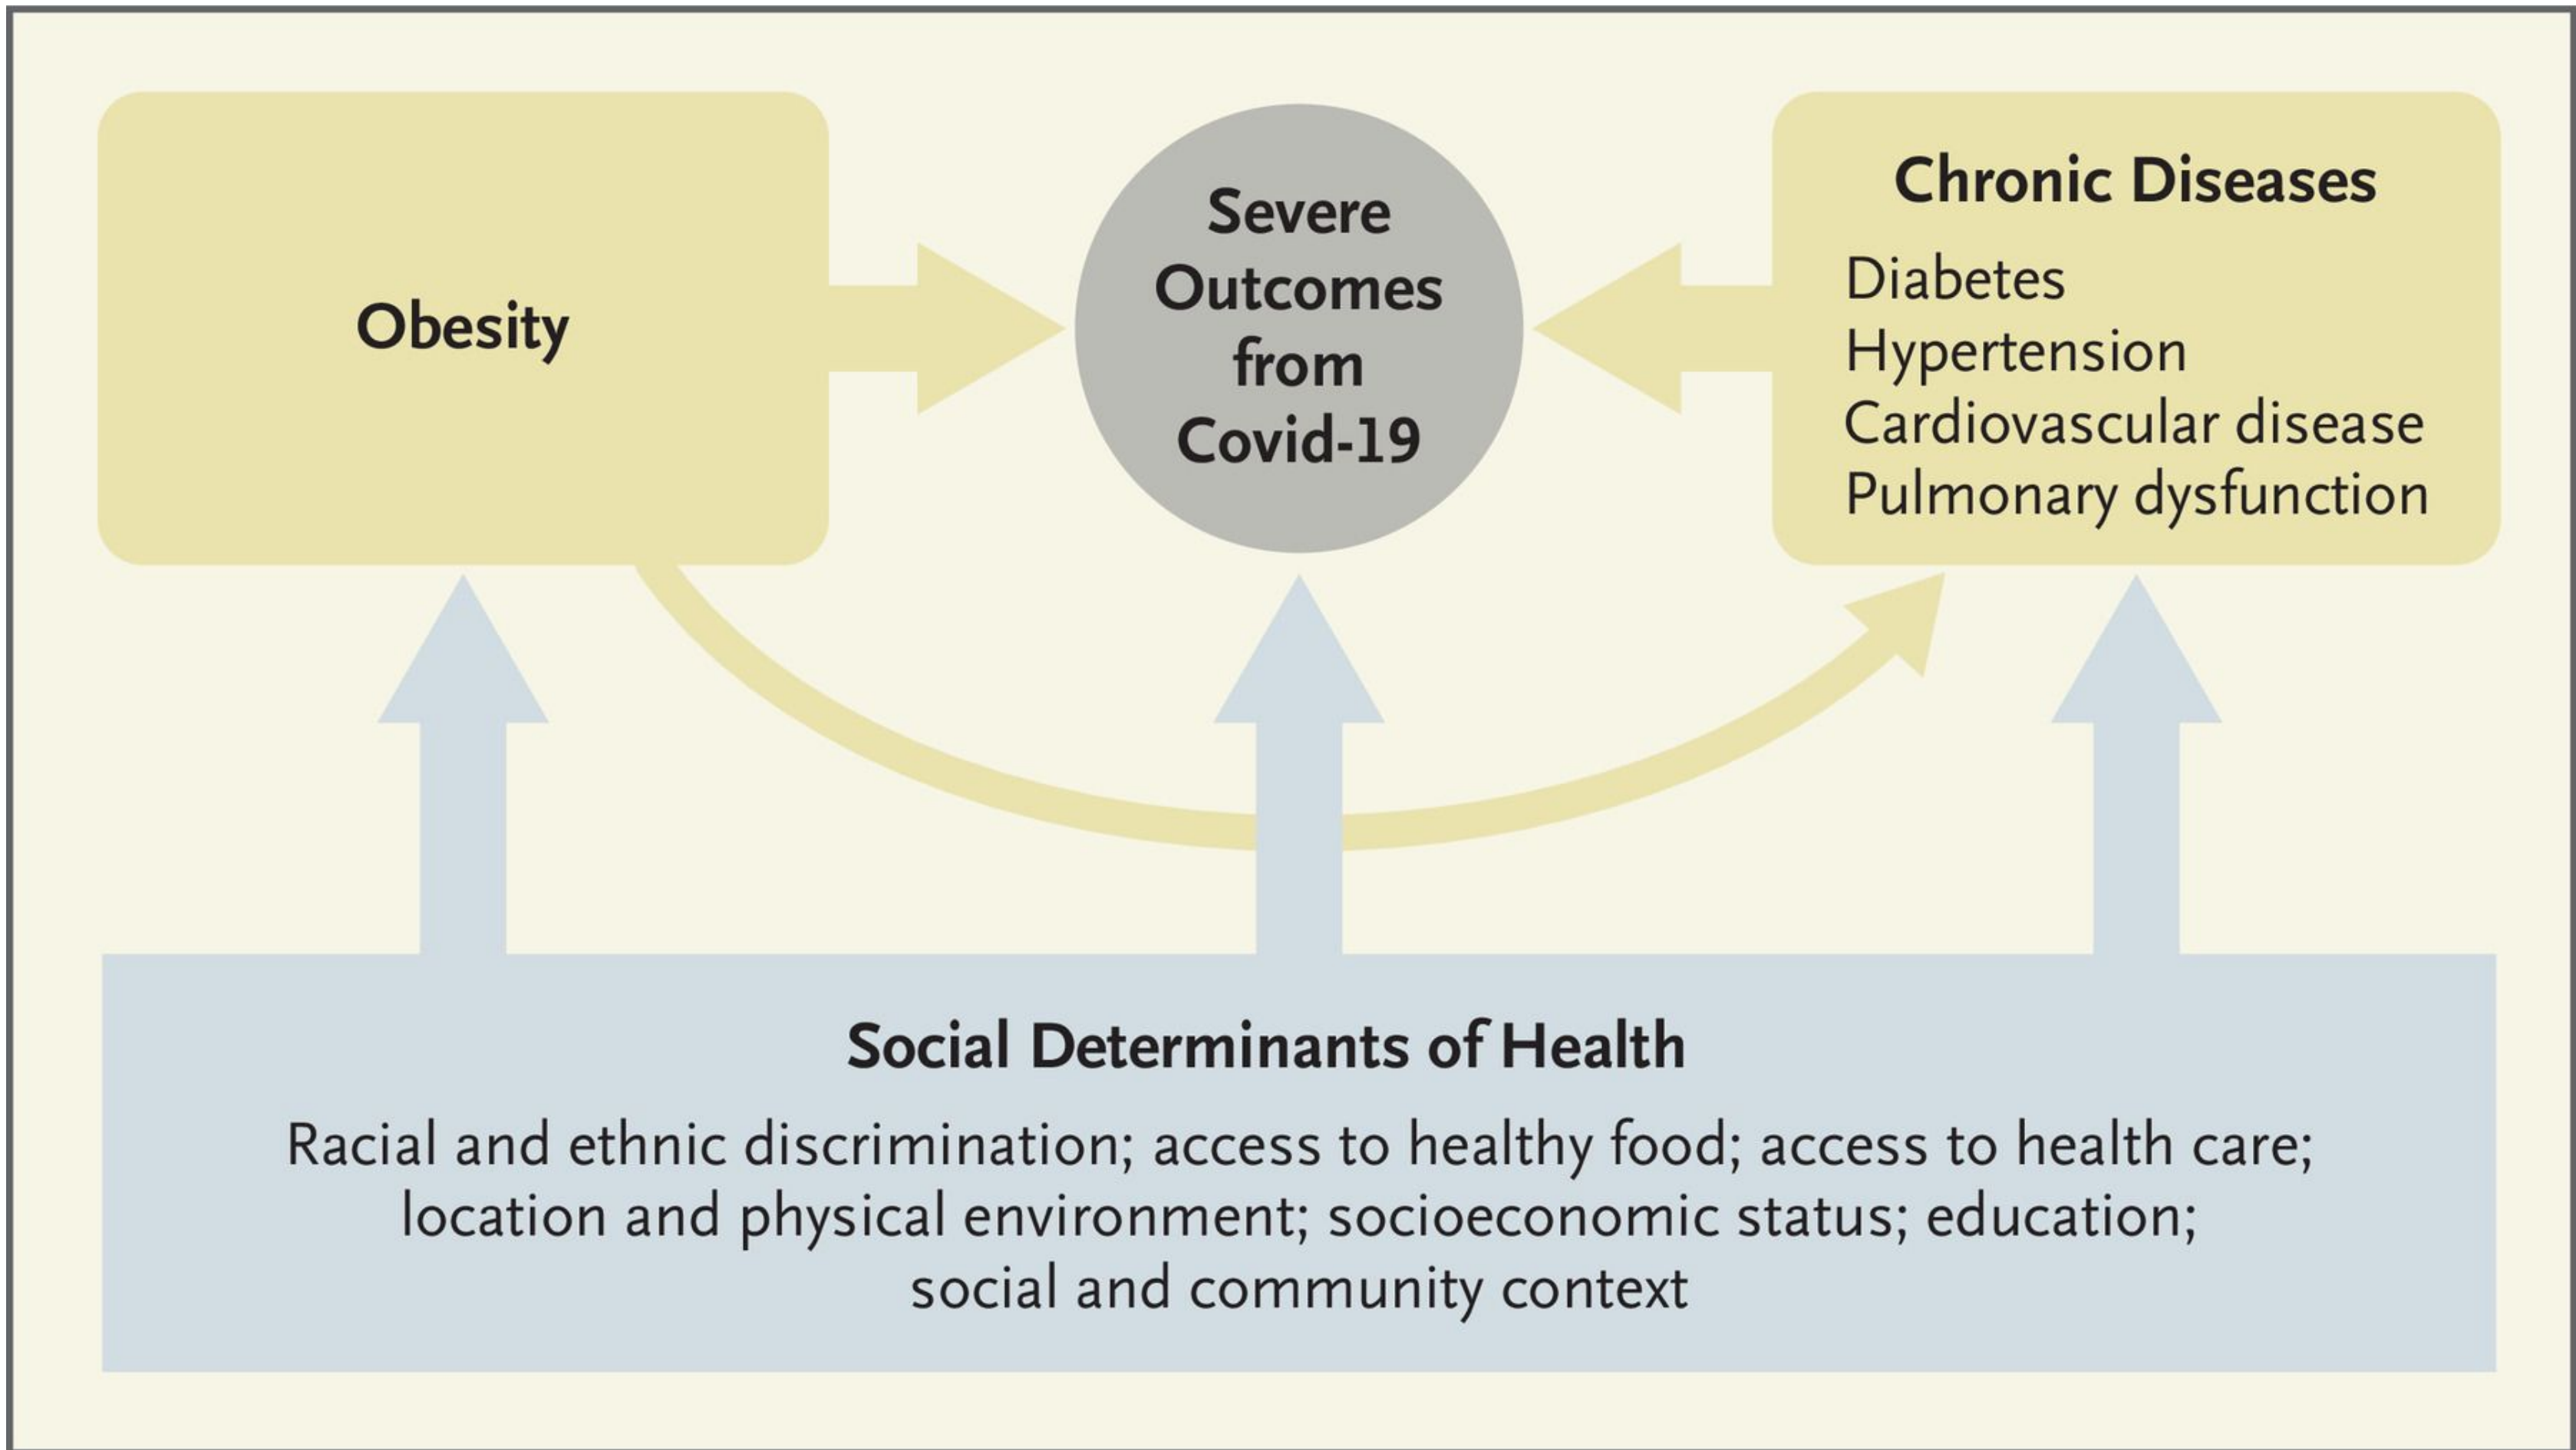 Obesity
Severe
Outcomes
from
Covid-19
Chronic Diseases
Diabetes
Hypertension
Cardiovascular disease
Pulmonary dysfunction
Social Determinants of Health
Racial and ethnic discrimination; access to healthy food; access to health care;
location and physical environment; socioeconomic status; education;
social and community context